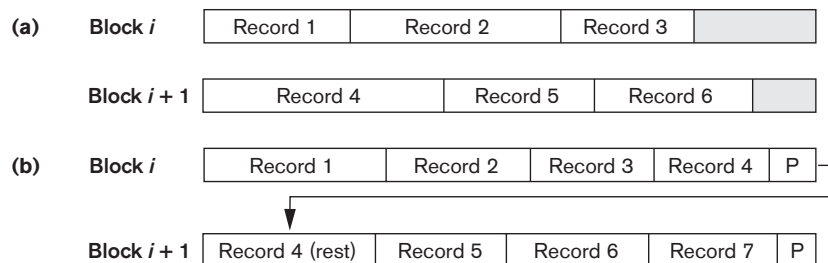 (a) Block i Record 1 Record 2 Record 3
Block i + 1 Record 4 Record 5 Record 6
(b) Block i Record 1 Record 2 Record 3 Record 4 P
Block i + 1 Record 4 (rest) Record 5 Record 6 Record 7 P